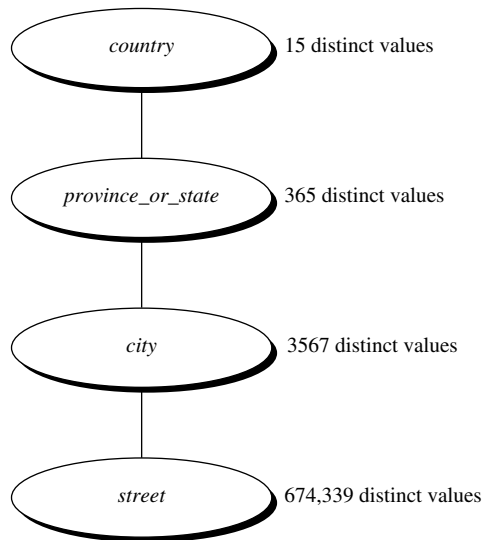 country 15 distinct values
province_or_state 365 distinct values
city 3567 distinct values
street 674,339 distinct values